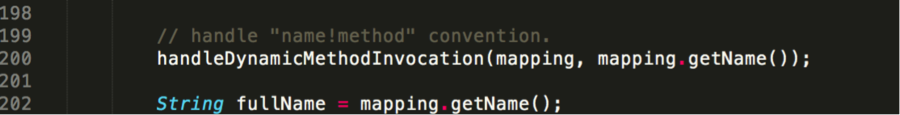 198
199 // handle "name!method" convention.
200 handleDynamicMethodInvocation(mapping, mapping.getName());
201
202 String fullName = mapping.getName();